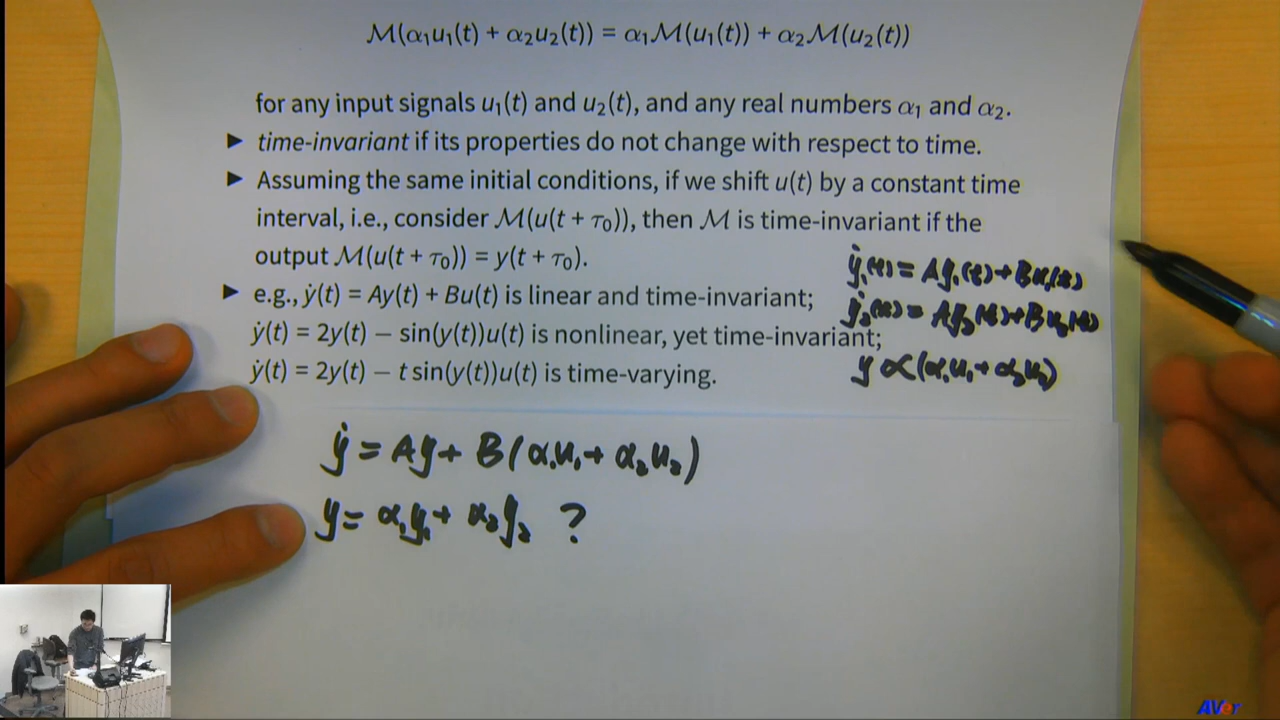 ℳ(α₁u₁(t) + α₂u₂(t)) = α₁ℳ(u₁(t)) + α₂ℳ(u₂(t))
for any input signals u₁(t) and u₂(t), and any real numbers α₁ and α₂.
▶ time-invariant if its properties do not change with respect to time.
▶ Assuming the same initial conditions, if we shift u(t) by a constant time
interval, i.e., consider ℳ(u(t + τ₀)), then ℳ is time-invariant if the
output ℳ(u(t + τ₀)) = y(t + τ₀).
▶ e.g., ẏ(t) = Ay(t) + Bu(t) is linear and time-invariant;
ẏ(t) = 2y(t) − sin(y(t))u(t) is nonlinear, yet time-invariant;
ẏ(t) = 2y(t) − t sin(y(t))u(t) is time-varying.
ẏ₁(t) = Ay₁(t) + Bu₁(t)
ẏ₂(t) = Ay₂(t) + Bu₂(t)
y ∝ (α₁u₁ + α₂u₂)
ẏ = Ay + B(α₁u₁ + α₂u₂)
y = α₁y₁ + α₂y₂ ?
AVer